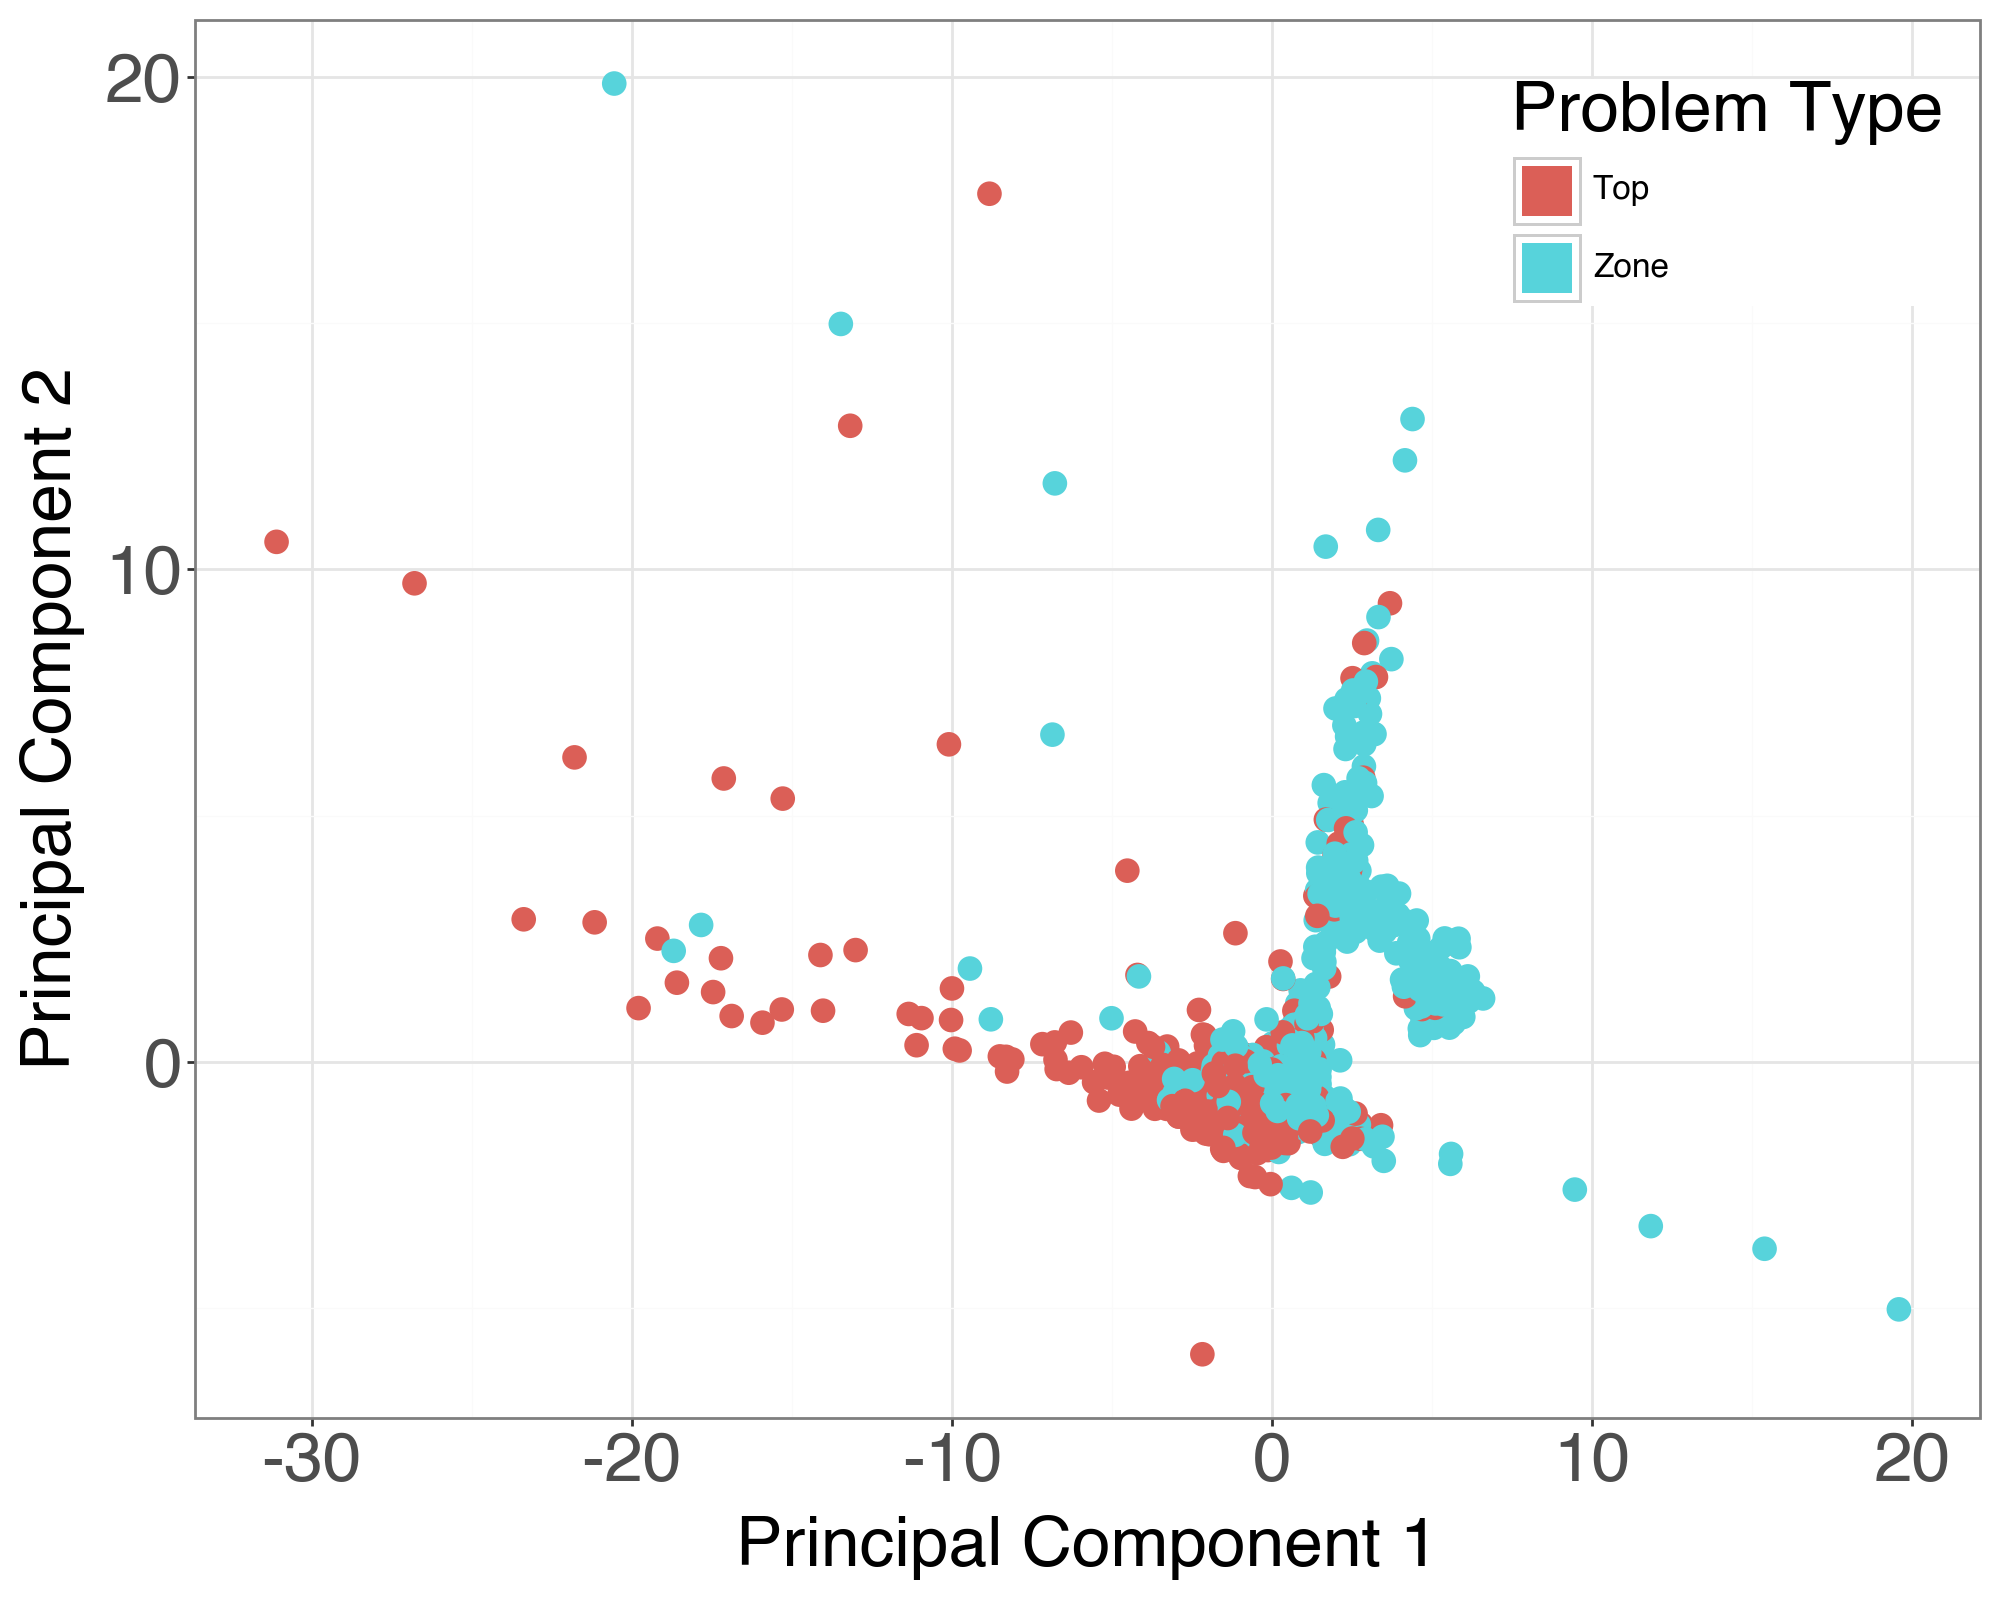 Principal Component 2
20
10
0
Problem Type
Top
Zone
-30 -20 -10 0 10 20
Principal Component 1